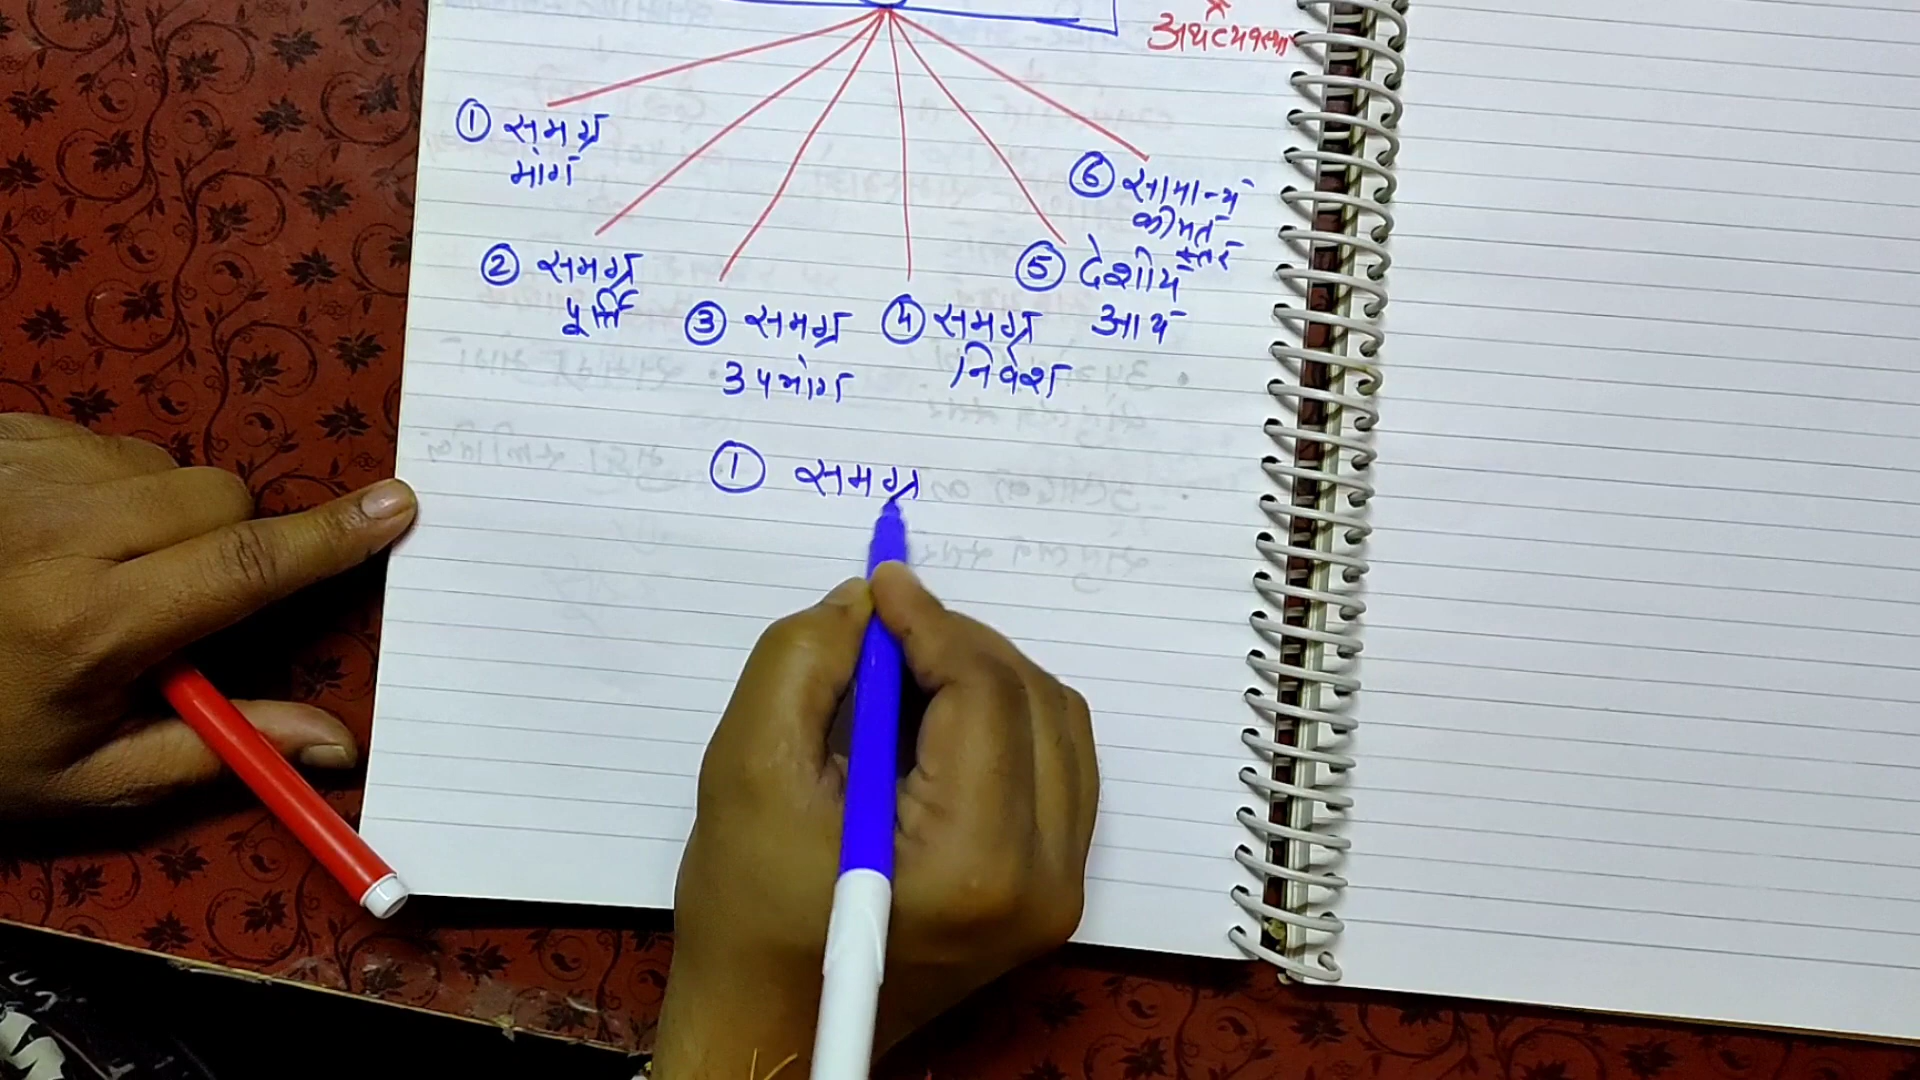 अर्थव्यवस्था
① समग्र
मांग
② समग्र
पूर्ति
③ समग्र
उपभोग
④ समग्र
निवेश
⑤ देशीय
आय
⑥ सामान्य
कीमत
स्तर
① समग्र